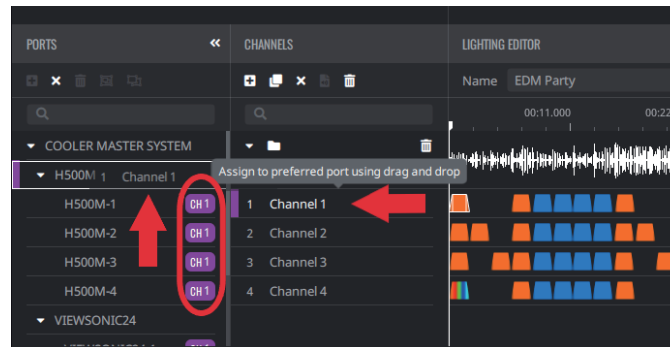 PORTS
CHANNELS
LIGHTING EDITOR
Name EDM Party
00:11.000 00:22
COOLER MASTER SYSTEM
H500M 1 Channel 1
Assign to preferred port using drag and drop
H500M-1 CH 1
1 Channel 1
H500M-2 CH 1
2 Channel 2
H500M-3 CH 1
3 Channel 3
H500M-4 CH 1
4 Channel 4
VIEWSONIC24